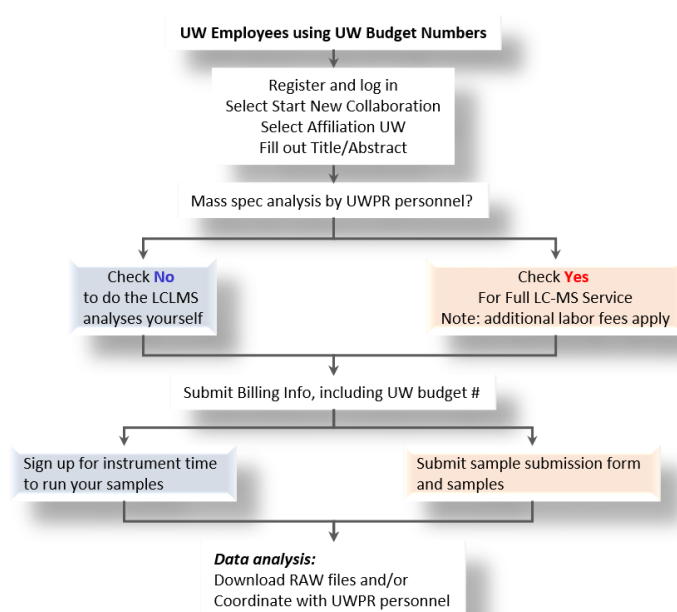 UW Employees using UW Budget Numbers
Register and log in
Select Start New Collaboration
Select Affiliation UW
Fill out Title/Abstract
Mass spec analysis by UWPR personnel?
Check No
to do the LCLMS
analyses yourself
Check Yes
For Full LC-MS Service
Note: additional labor fees apply
Submit Billing Info, including UW budget #
Sign up for instrument time
to run your samples
Submit sample submission form
and samples
Data analysis:
Download RAW files and/or
Coordinate with UWPR personnel